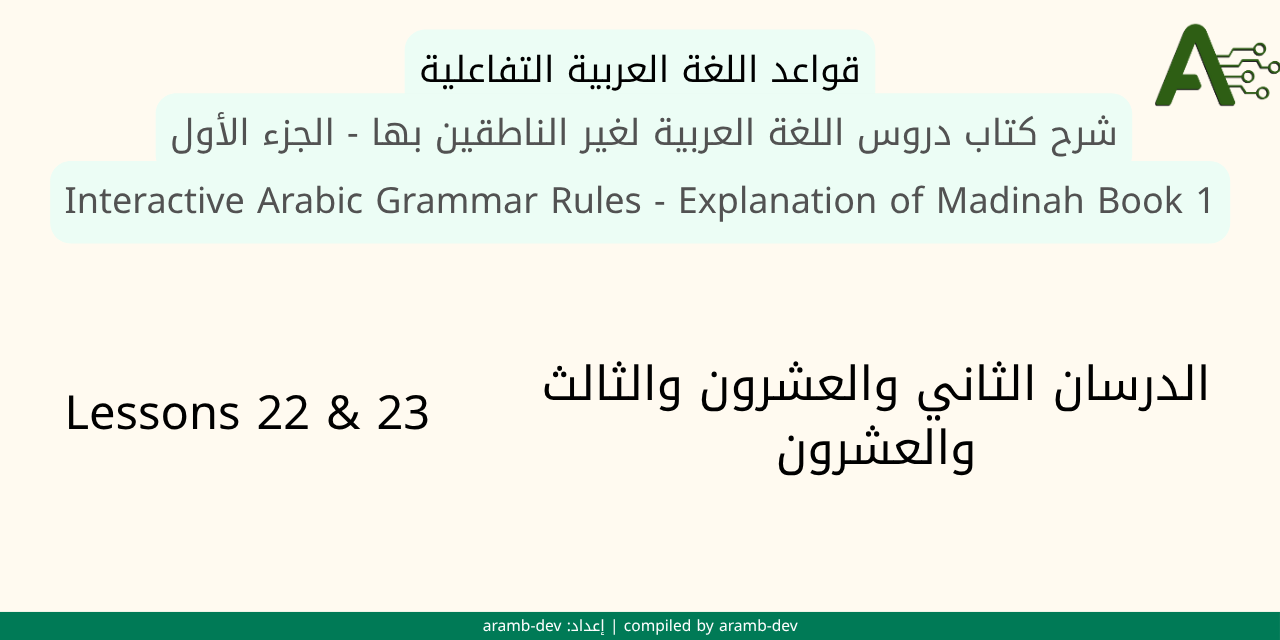 قواعد اللغة العربية التفاعلية
شرح كتاب دروس اللغة العربية لغير الناطقين بها - الجزء الأول
Interactive Arabic Grammar Rules - Explanation of Madinah Book 1
الدرسان الثاني والعشرون والثالث
والعشرون
Lessons 22 & 23
aramb-dev :إعداد | compiled by aramb-dev